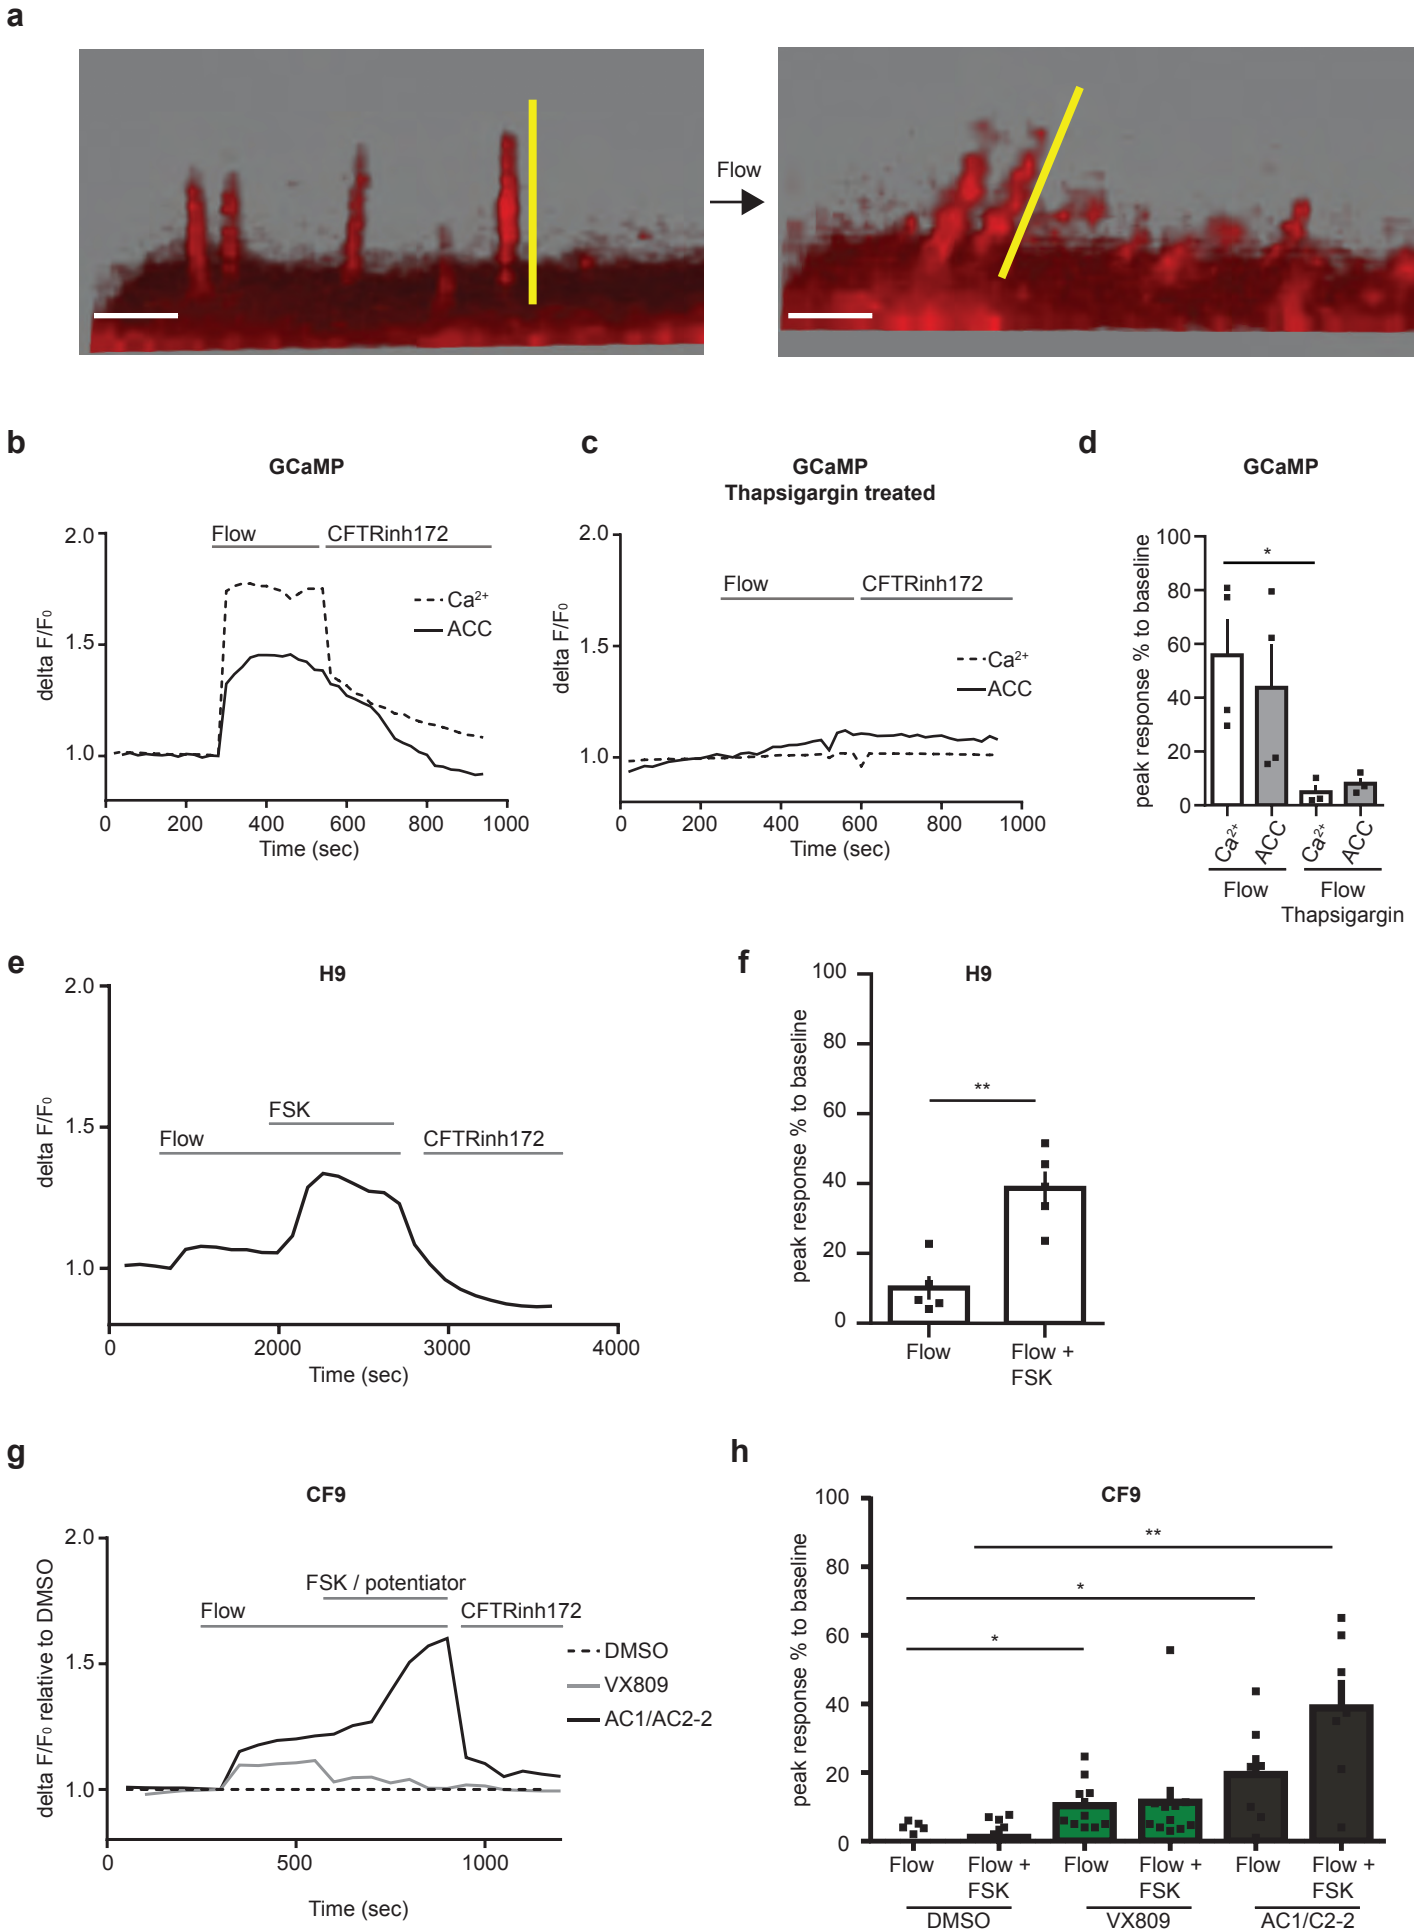 a
Flow
b
GCaMP
Flow
CFTRinh172
2.0
1.5
1.0
delta F/F0
Ca2+
ACC
0
200
400
600
800
1000
Time (sec)
c
GCaMP
Thapsigargin treated
Flow
CFTRinh172
2.0
1.5
1.0
delta F/F0
Ca2+
ACC
0
200
400
600
800
1000
Time (sec)
d
GCaMP
peak response % to baseline
100
80
60
40
20
0
*
Ca2+
ACC
Ca2+
ACC
Flow
Flow
Thapsigargin
e
H9
2.0
1.5
1.0
delta F/F0
FSK
Flow
CFTRinh172
0
2000
3000
4000
Time (sec)
f
H9
peak response % to baseline
100
80
60
40
20
0
**
Flow
Flow +
FSK
g
CF9
2.0
1.5
1.0
delta F/F0 relative to DMSO
FSK / potentiator
Flow
CFTRinh172
DMSO
VX809
AC1/AC2-2
0
500
1000
Time (sec)
h
CF9
peak response % to baseline
100
80
60
40
20
0
**
*
*
Flow
Flow +
FSK
Flow
Flow +
FSK
Flow
Flow +
FSK
DMSO
VX809
AC1/C2-2